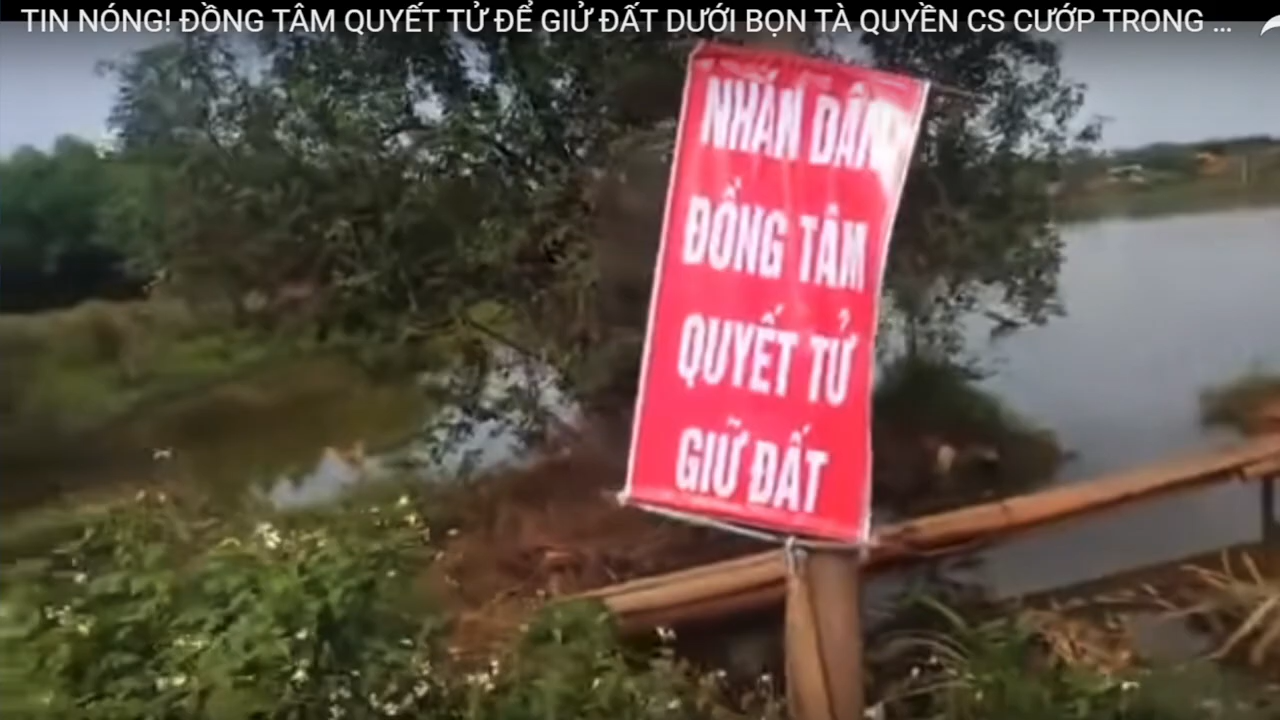 TIN NÓNG! ĐỒNG TÂM QUYẾT TỬ ĐỂ GIỬ ĐẤT DƯỚI BỌN TÀ QUYỀN CS CƯỚP TRONG ...
NHÂN DÂN
ĐỒNG TÂM
QUYẾT TỬ
GIỮ ĐẤT